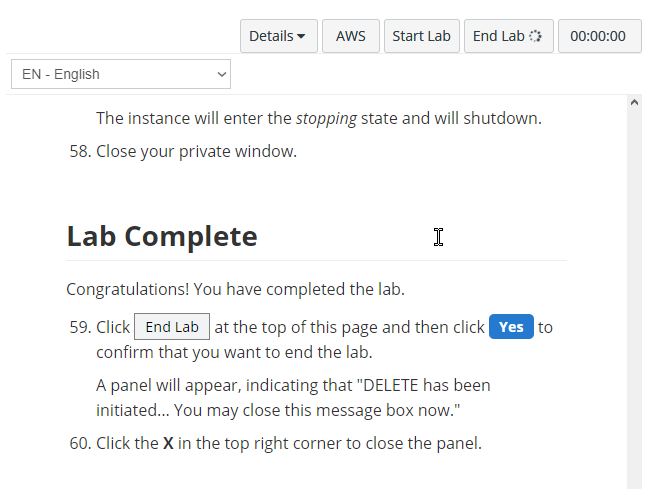 Details AWS Start Lab End Lab 00:00:00
EN - English
The instance will enter the stopping state and will shutdown.
58. Close your private window.
Lab Complete
Congratulations! You have completed the lab.
59. Click End Lab at the top of this page and then click Yes to
confirm that you want to end the lab.
A panel will appear, indicating that "DELETE has been
initiated... You may close this message box now."
60. Click the X in the top right corner to close the panel.